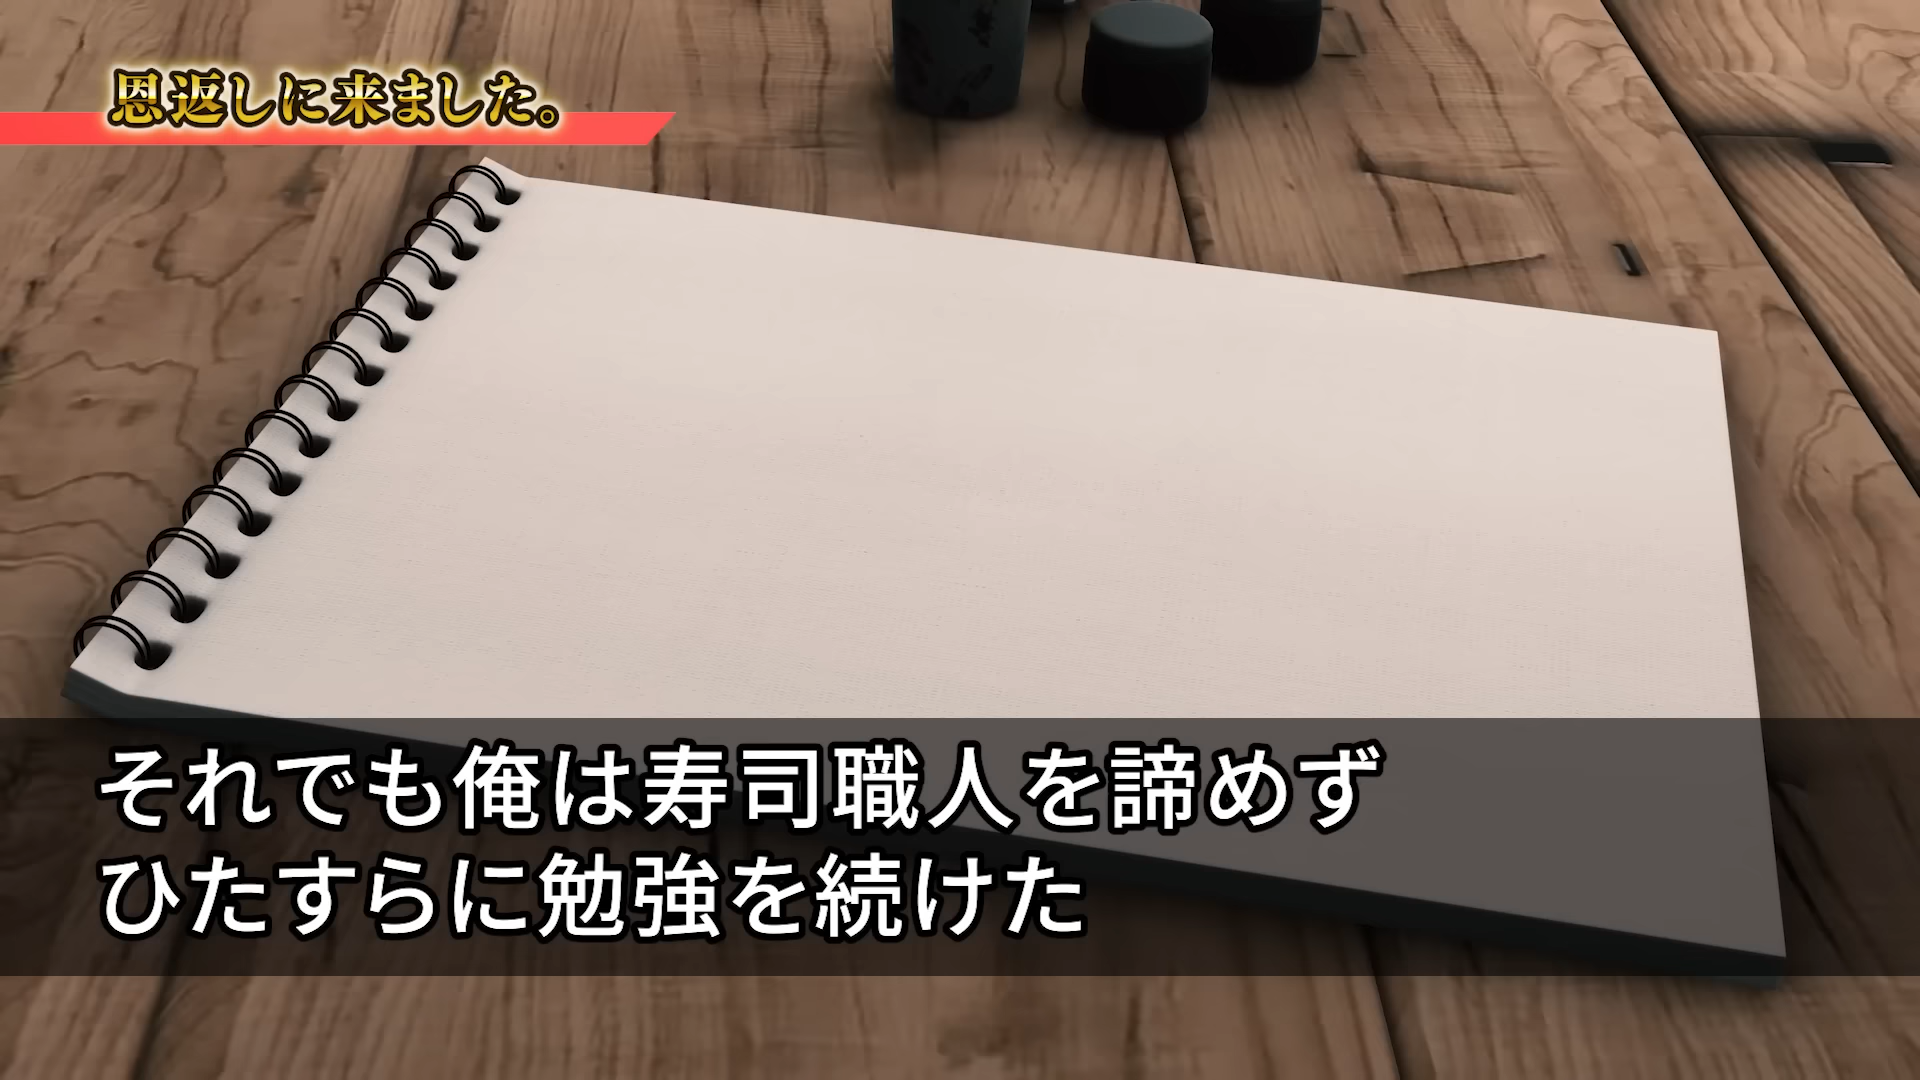 恩返しに来ました。
それでも俺は寿司職人を諦めず
ひたすらに勉強を続けた